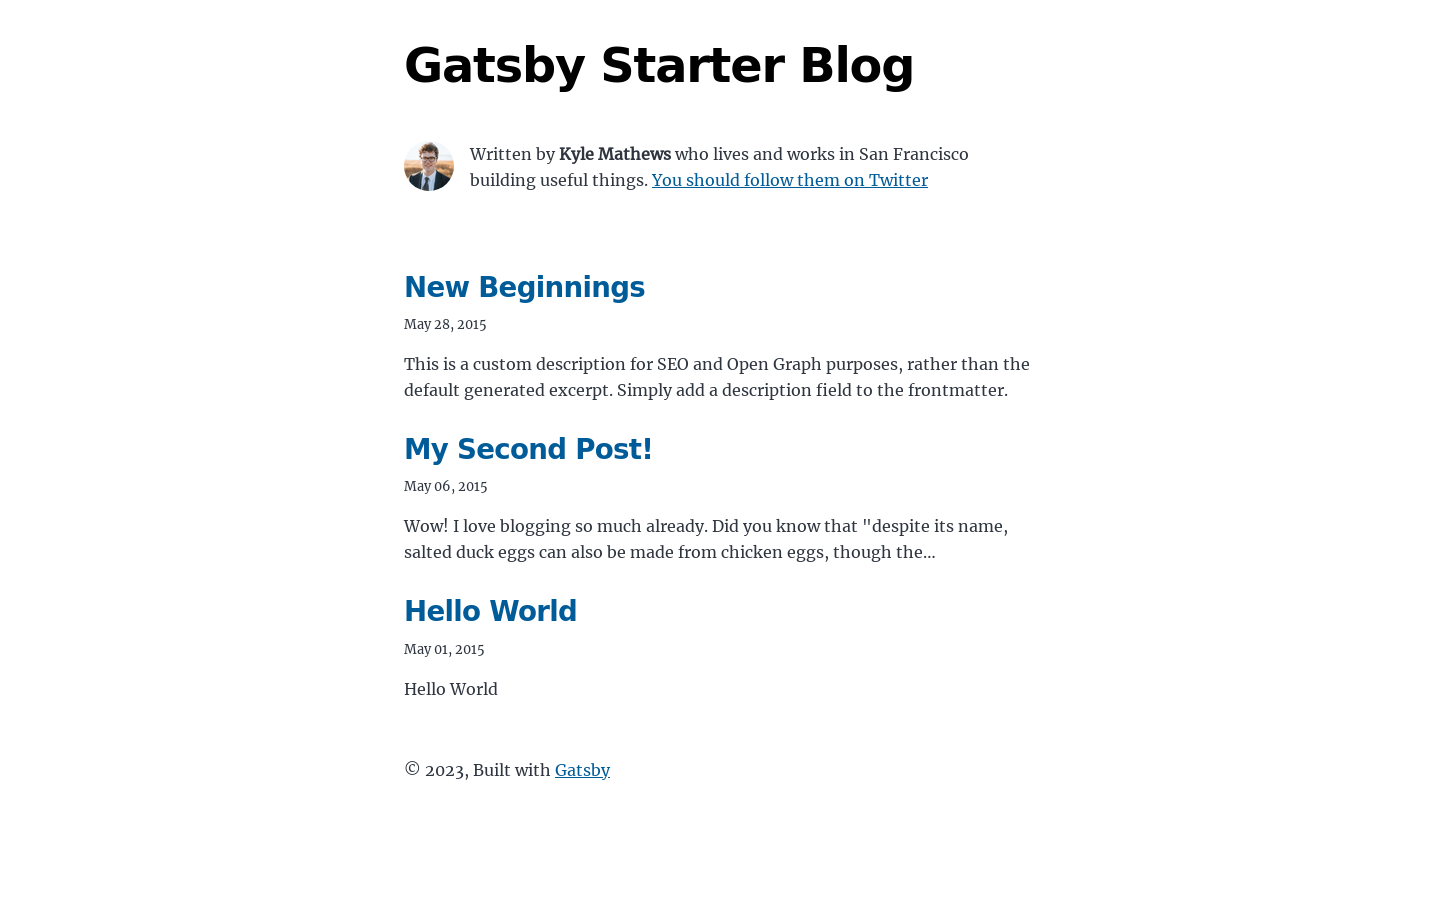 Gatsby Starter Blog
Written by Kyle Mathews who lives and works in San Francisco
building useful things. You should follow them on Twitter
New Beginnings
May 28, 2015
This is a custom description for SEO and Open Graph purposes, rather than the
default generated excerpt. Simply add a description field to the frontmatter.
My Second Post!
May 06, 2015
Wow! I love blogging so much already. Did you know that "despite its name,
salted duck eggs can also be made from chicken eggs, though the…
Hello World
May 01, 2015
Hello World
© 2023, Built with Gatsby